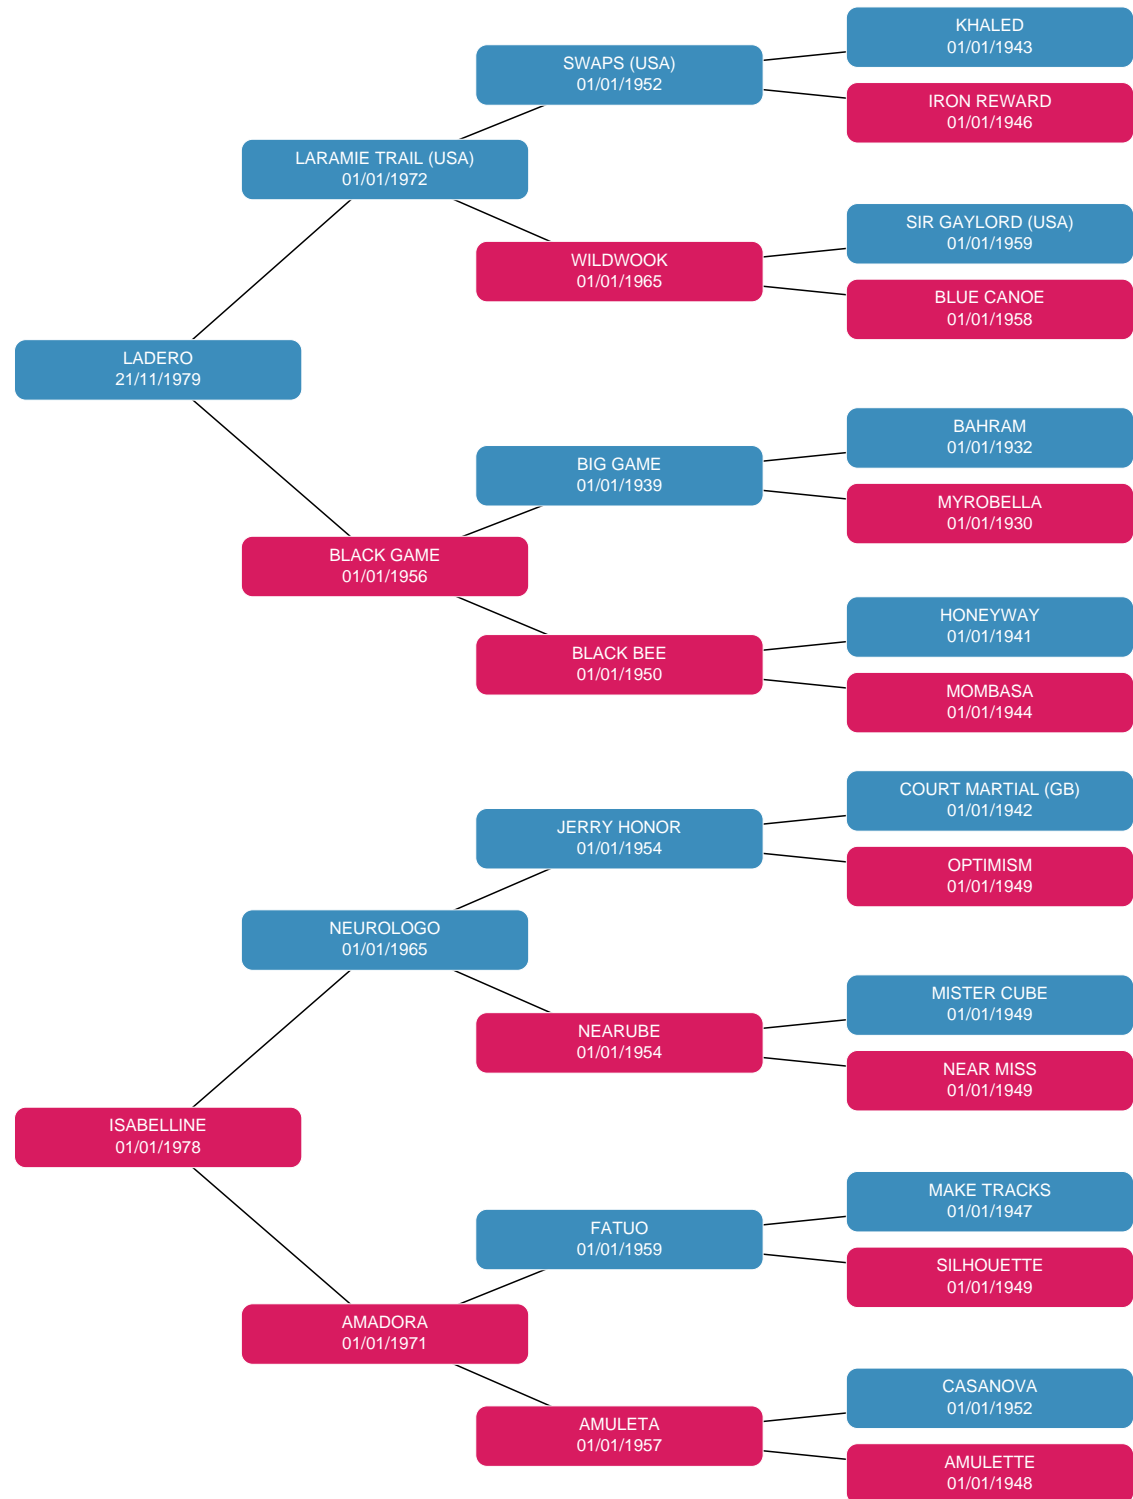 KHALED
01/01/1943
SWAPS (USA)
01/01/1952
IRON REWARD
01/01/1946
LARAMIE TRAIL (USA)
01/01/1972
SIR GAYLORD (USA)
01/01/1959
WILDWOOK
01/01/1965
BLUE CANOE
01/01/1958
LADERO
21/11/1979
BAHRAM
01/01/1932
BIG GAME
01/01/1939
MYROBELLA
01/01/1930
BLACK GAME
01/01/1956
HONEYWAY
01/01/1941
BLACK BEE
01/01/1950
MOMBASA
01/01/1944
COURT MARTIAL (GB)
01/01/1942
JERRY HONOR
01/01/1954
OPTIMISM
01/01/1949
NEUROLOGO
01/01/1965
MISTER CUBE
01/01/1949
NEARUBE
01/01/1954
NEAR MISS
01/01/1949
ISABELLINE
01/01/1978
MAKE TRACKS
01/01/1947
FATUO
01/01/1959
SILHOUETTE
01/01/1949
AMADORA
01/01/1971
CASANOVA
01/01/1952
AMULETA
01/01/1957
AMULETTE
01/01/1948